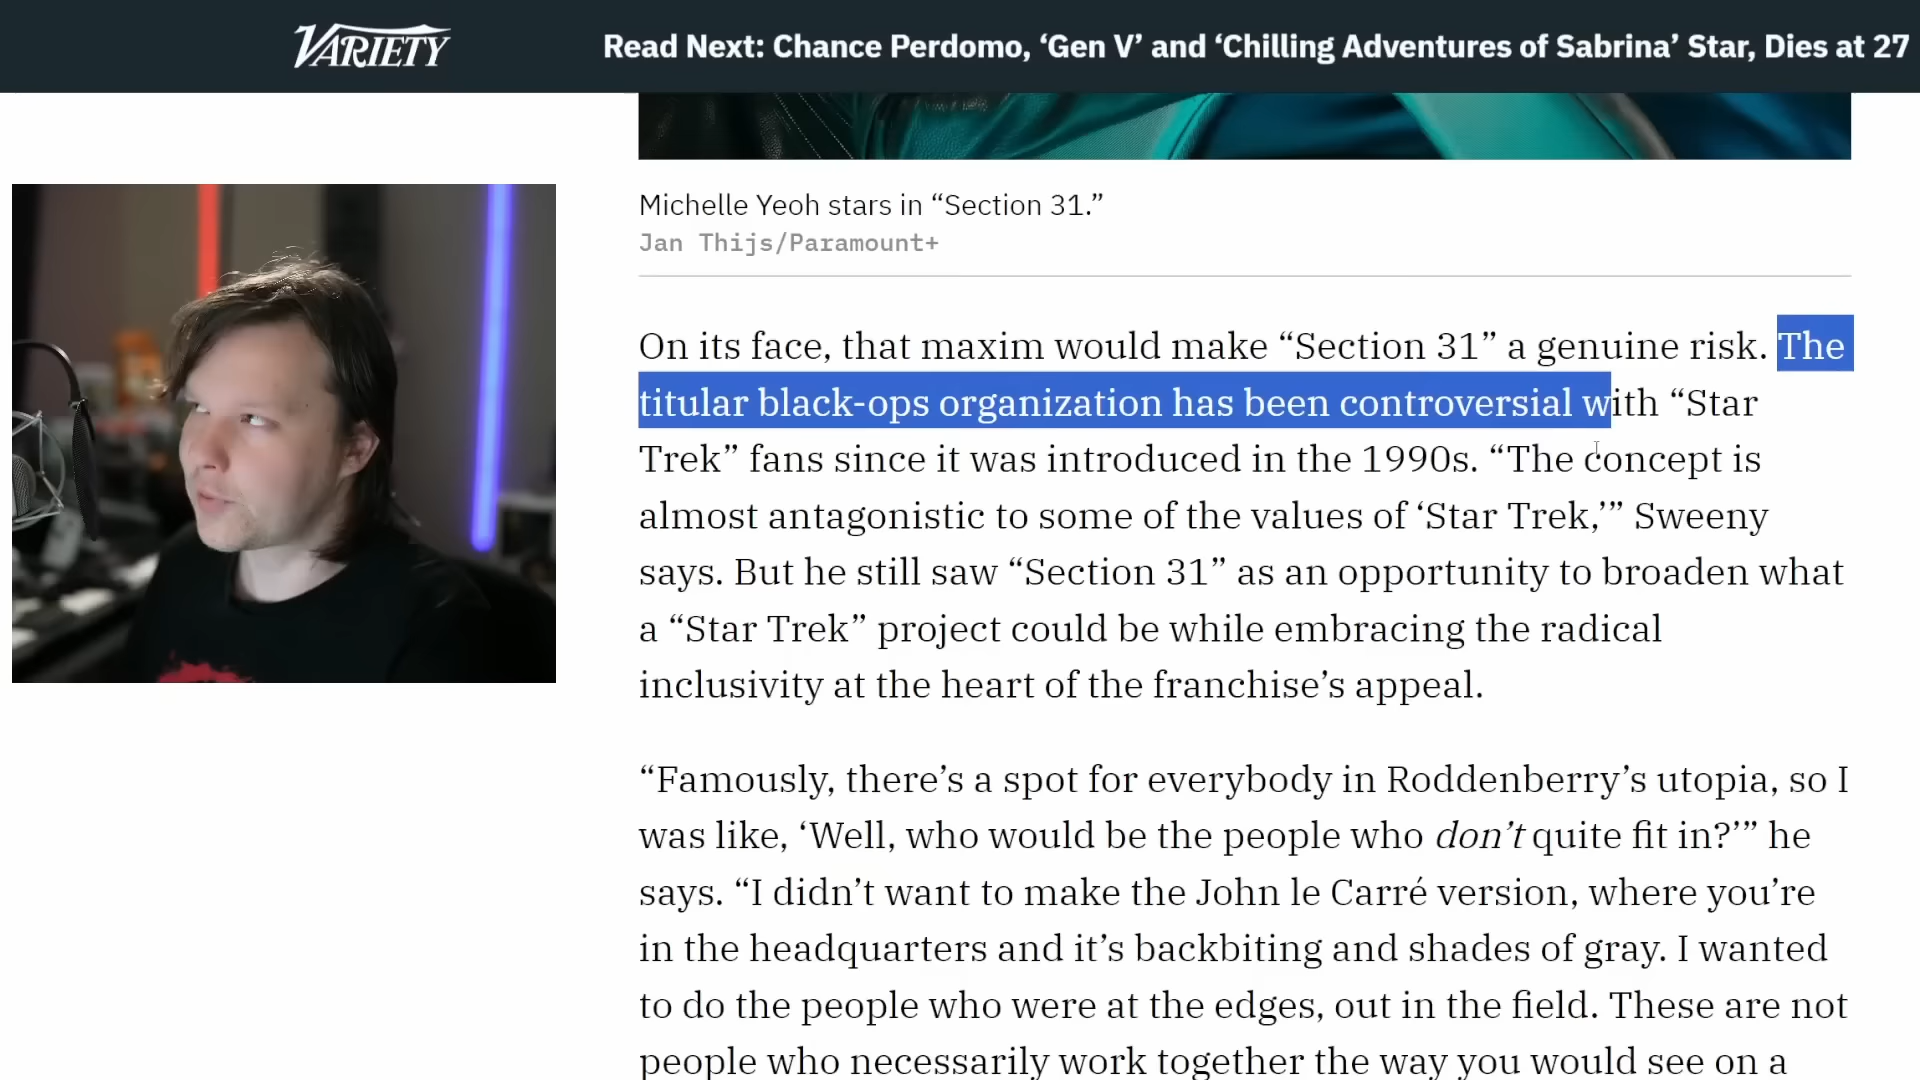 VARIETY
Read Next: Chance Perdomo, ‘Gen V’ and ‘Chilling Adventures of Sabrina’ Star, Dies at 27
Michelle Yeoh stars in “Section 31.”
Jan Thijs/Paramount+
On its face, that maxim would make “Section 31” a genuine risk. The
titular black-ops organization has been controversial with “Star
Trek” fans since it was introduced in the 1990s. “The concept is
almost antagonistic to some of the values of ‘Star Trek,’” Sweeny
says. But he still saw “Section 31” as an opportunity to broaden what
a “Star Trek” project could be while embracing the radical
inclusivity at the heart of the franchise’s appeal.
“Famously, there’s a spot for everybody in Roddenberry’s utopia, so I
was like, ‘Well, who would be the people who don’t quite fit in?’” he
says. “I didn’t want to make the John le Carré version, where you’re
in the headquarters and it’s backbiting and shades of gray. I wanted
to do the people who were at the edges, out in the field. These are not
people who necessarily work together the way you would see on a